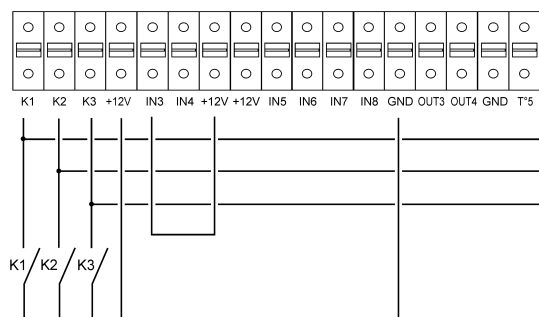 K1 K2 K3 +12V IN3 IN4 +12V +12V IN5 IN6 IN7 IN8 GND OUT3 OUT4 GND T°5
K1 K2 K3